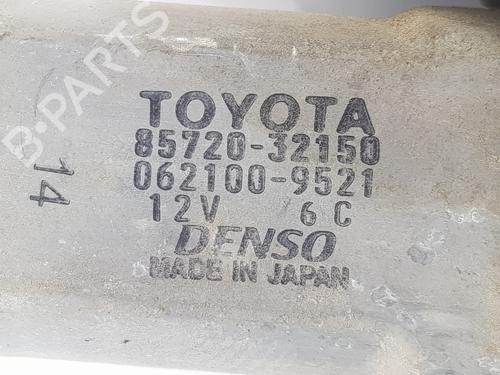 B-PARTS
TOYOTA
85720-32150
062100-9521
12V 6C
DENSO
MADE IN JAPAN
14